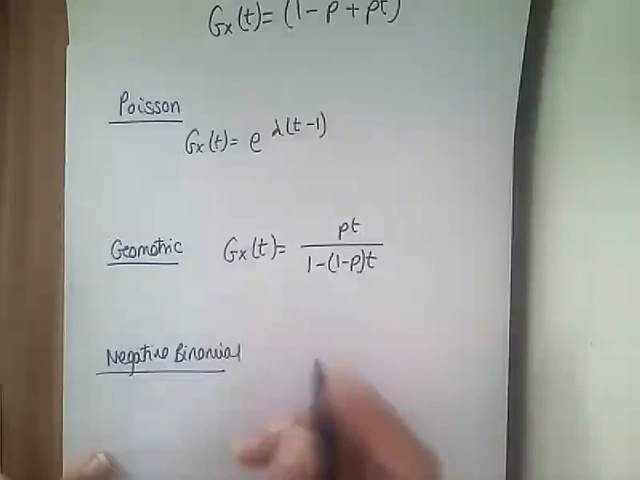 Gx(t)= (1-p+pt)
Poisson
Gx(t)= e^λ(t-1)
Geometric Gx(t)= pt / 1-(1-p)t
Negative Binomial